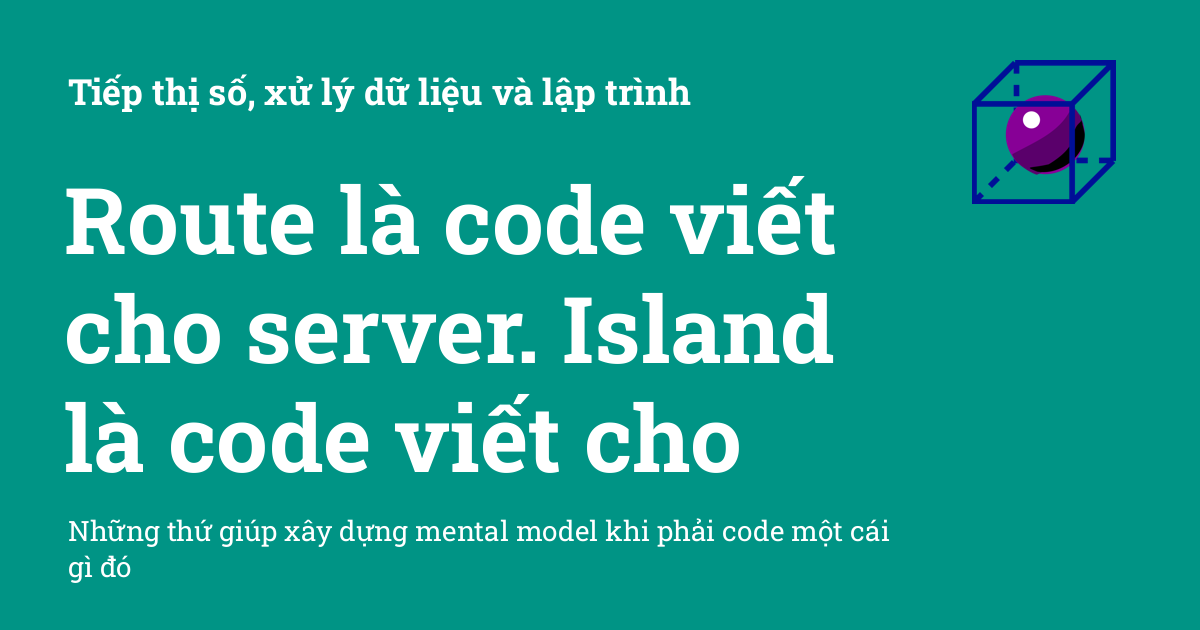 Tiếp thị số, xử lý dữ liệu và lập trình
Route là code viết
cho server. Island
là code viết cho
Những thứ giúp xây dựng mental model khi phải code một cái
gì đó